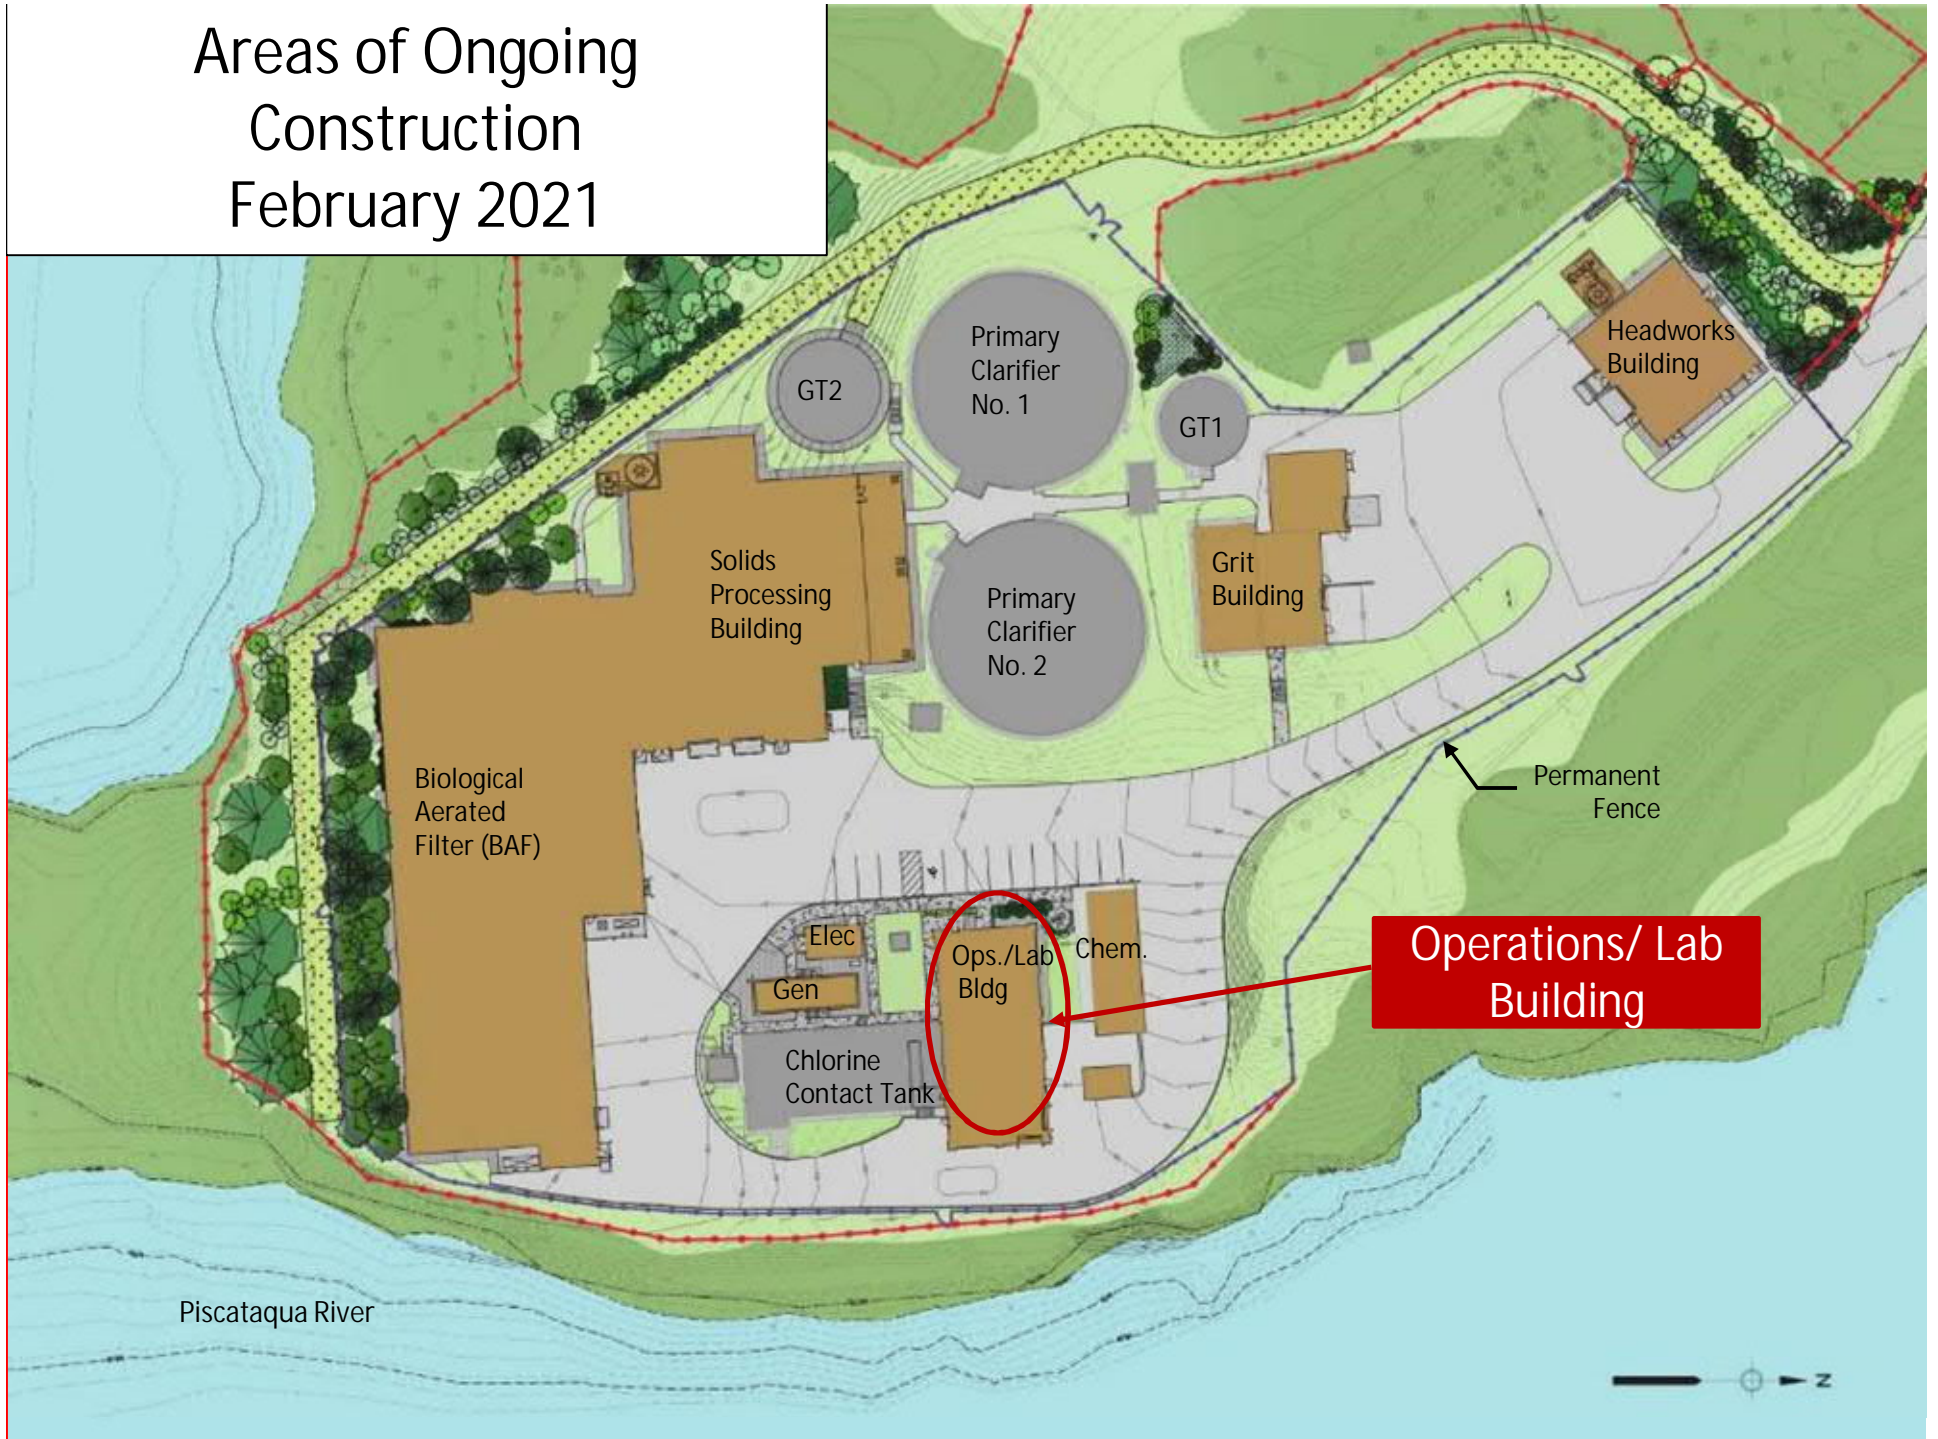 Areas of Ongoing
Construction
February 2021
Primary
Clarifier
No. 1
GT2
GT1
Headworks
Building
Solids
Processing
Building
Primary
Clarifier
No. 2
Grit
Building
Biological
Aerated
Filter (BAF)
Permanent
Fence
Elec
Gen
Ops./Lab
Bldg
Chem.
Operations/ Lab
Building
Chlorine
Contact Tank
Piscataqua River
N